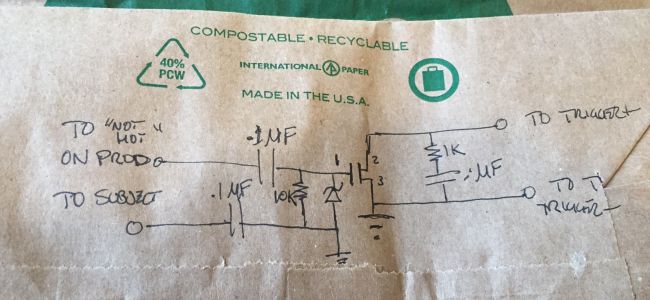 COMPOSTABLE • RECYCLABLE
40%
PCW
INTERNATIONAL PAPER
MADE IN THE U.S.A.
TO "NOT
HOT"
ON PROD
.1MF
TO TRIGGER+
1
2
3
1K
.1MF
TO SUBJECT
.1MF
10K
TO T
TRIGGER-